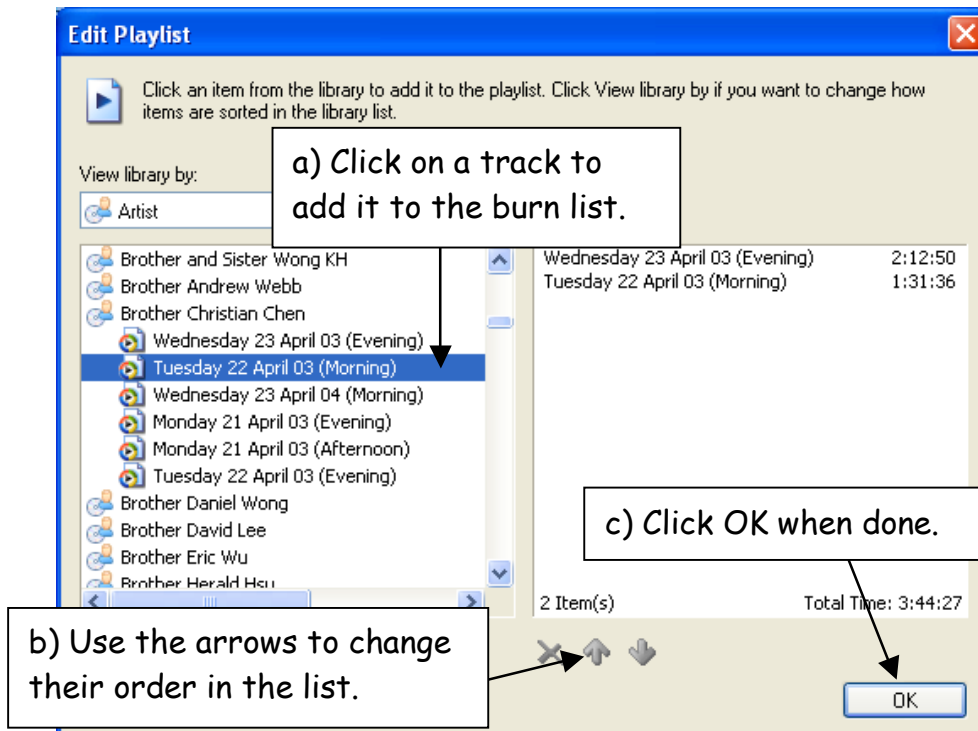 Edit Playlist
Click an item from the library to add it to the playlist. Click View library by if you want to change how
items are sorted in the library list.
a) Click on a track to
add it to the burn list.
View library by:
Artist
Brother and Sister Wong KH
Brother Andrew Webb
Brother Christian Chen
Wednesday 23 April 03 (Evening)
Tuesday 22 April 03 (Morning)
Wednesday 23 April 04 (Morning)
Monday 21 April 03 (Evening)
Monday 21 April 03 (Afternoon)
Tuesday 22 April 03 (Evening)
Brother Daniel Wong
Brother David Lee
Brother Eric Wu
Brother Herald Hsu
Wednesday 23 April 03 (Evening) 2:12:50
Tuesday 22 April 03 (Morning) 1:31:36
c) Click OK when done.
2 Item(s) Total Time: 3:44:27
b) Use the arrows to change
their order in the list.
OK